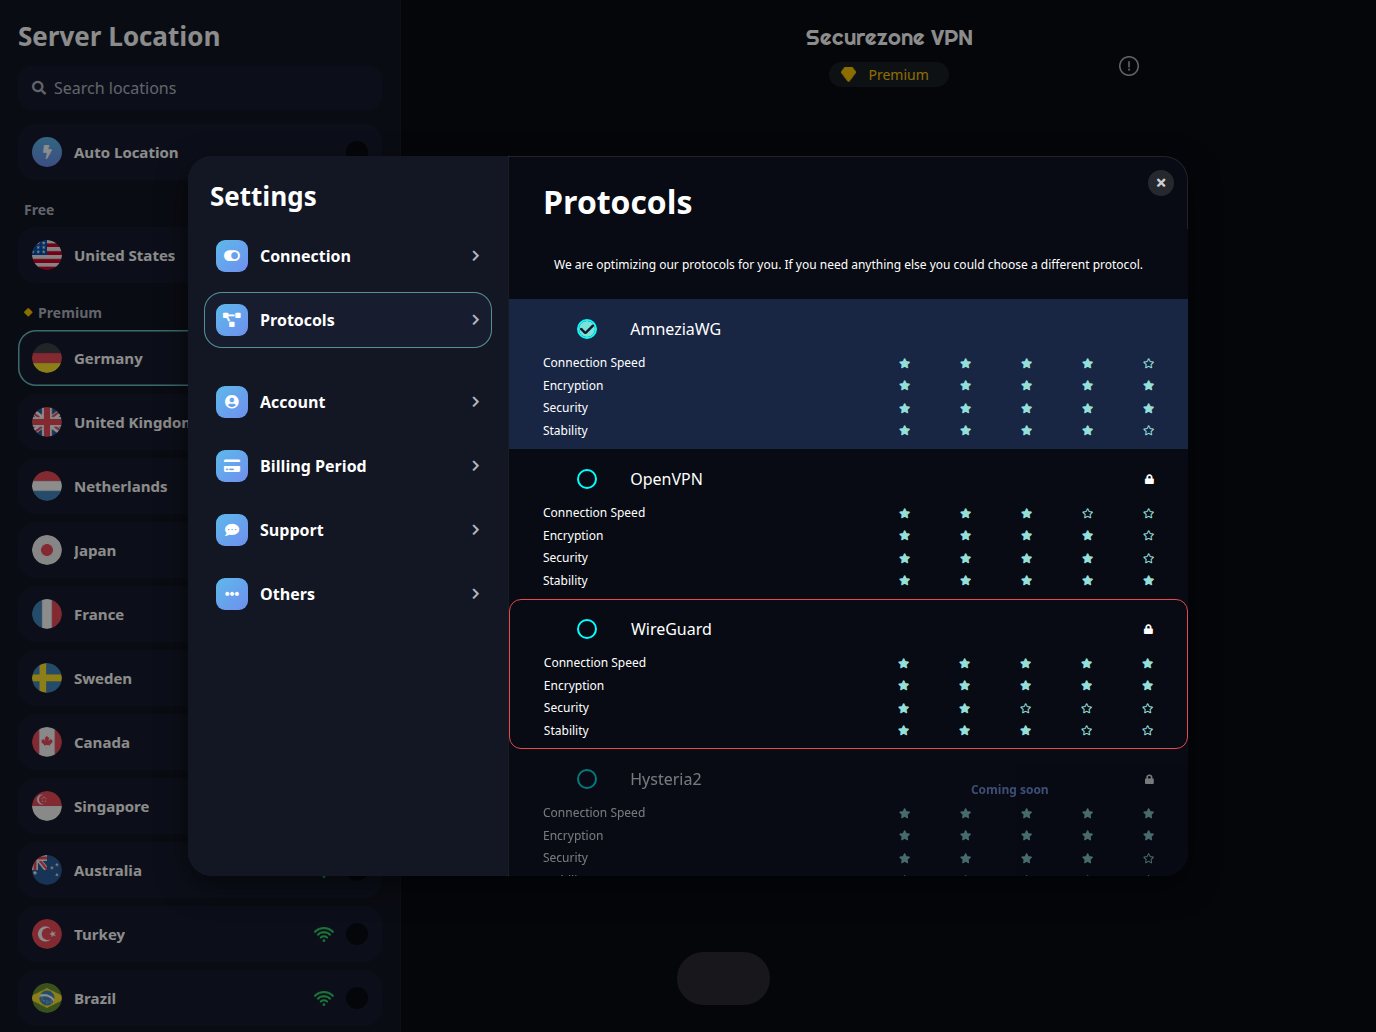 Server Location
Search locations
Auto Location
Free
United States
Premium
Germany
United Kingdom
Netherlands
Japan
France
Sweden
Canada
Singapore
Australia
Turkey
Brazil
Securezone VPN
Premium
Settings
Connection
Protocols
Account
Billing Period
Support
Others
Protocols
We are optimizing our protocols for you. If you need anything else you could choose a different protocol.
AmneziaWG
Connection Speed
Encryption
Security
Stability
OpenVPN
Connection Speed
Encryption
Security
Stability
WireGuard
Connection Speed
Encryption
Security
Stability
Hysteria2
Coming soon
Connection Speed
Encryption
Security